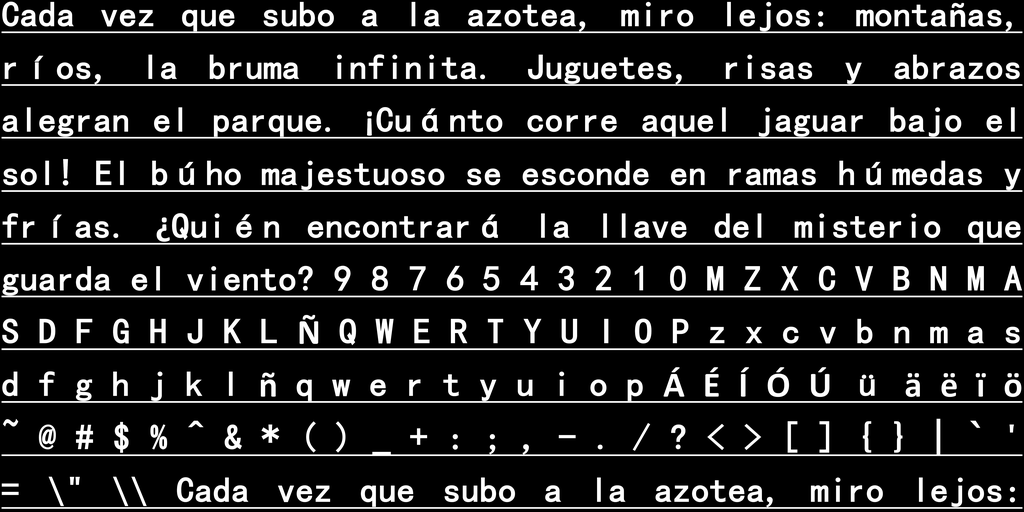 Cada vez que subo a la azotea, miro lejos: montañas,
ríos, la bruma infinita. Juguetes, risas y abrazos
alegran el parque. ¡Cuánto corre aquel jaguar bajo el
sol! El búho majestuoso se esconde en ramas húmedas y
frías. ¿Quién encontrará la llave del misterio que
guarda el viento? 9 8 7 6 5 4 3 2 1 0 M Z X C V B N M A
S D F G H J K L Ñ Q W E R T Y U I O P z x c v b n m a s
d f g h j k l ñ q w e r t y u i o p Á É Í Ó Ú ü ä ë ï ö
~ @ # $ % ^ & * ( ) _ + : ; , - . / ? < > [ ] { } | ` '
= \" \\ Cada vez que subo a la azotea, miro lejos: